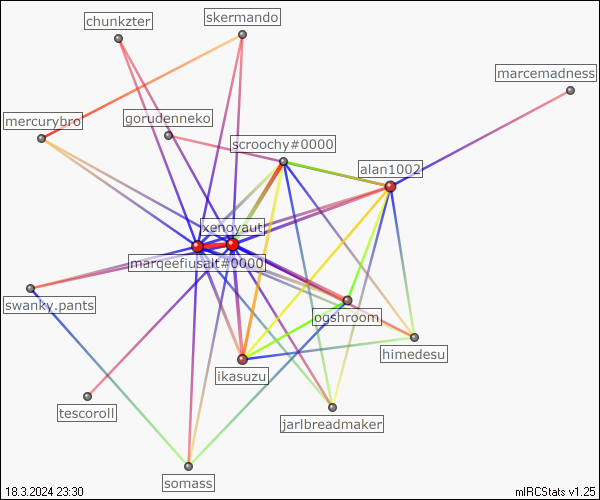 skermando
chunkzter
marcemadness
mercurybro
gorudenneko
scroochy#0000
alan1002
xenoyaut
marqeefiusait#0000
swanky.pants
ogshroom
himedesu
ikasuzu
tescoroll
jarlbreadmaker
somass
18.3.2024 23:30
mIRCStats v1.25